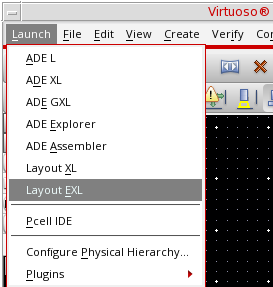 Virtuoso®
Launch File Edit View Create Verify Co
ADE L
ADE XL
ADE GXL
ADE Explorer
ADE Assembler
Layout XL
Layout EXL
Pcell IDE
Configure Physical Hierarchy...
Plugins